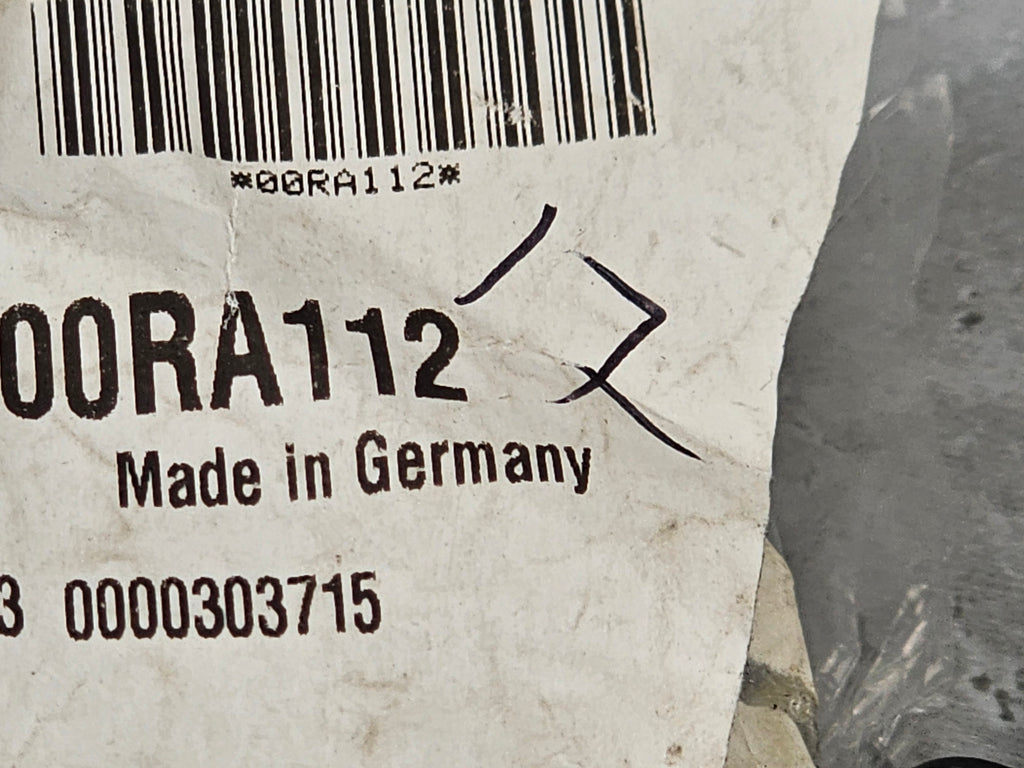 *00RA112*
00RA112
Made in Germany
3 0000303715